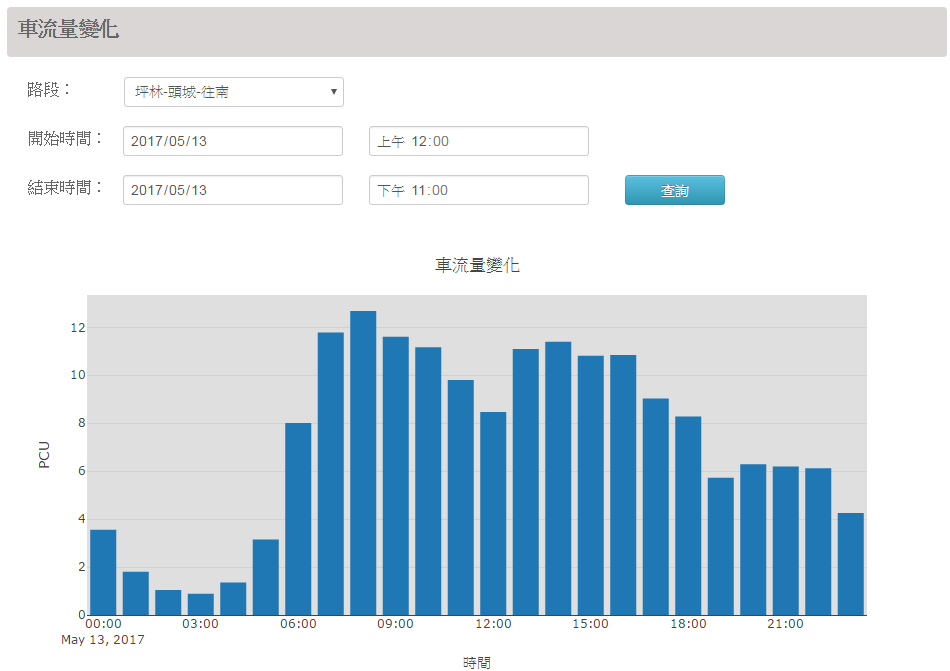 車流量變化
路段：
坪林-頭城-往南
開始時間：
2017/05/13
上午 12:00
結束時間：
2017/05/13
下午 11:00
查詢
車流量變化
12
10
8
6
4
2
0
PCU
00:00 03:00 06:00 09:00 12:00 15:00 18:00 21:00
May 13, 2017
時間